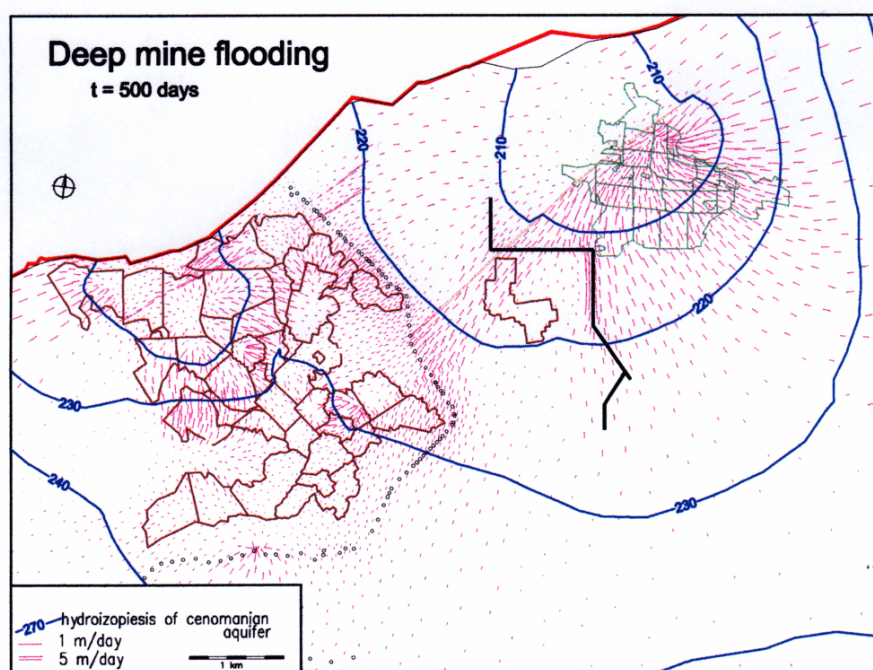 Deep mine flooding
t = 500 days
210
210
220
220
230
230
240
270 hydroizopiesis of cenomanian
aquifer
1 m/day
5 m/day
1 km